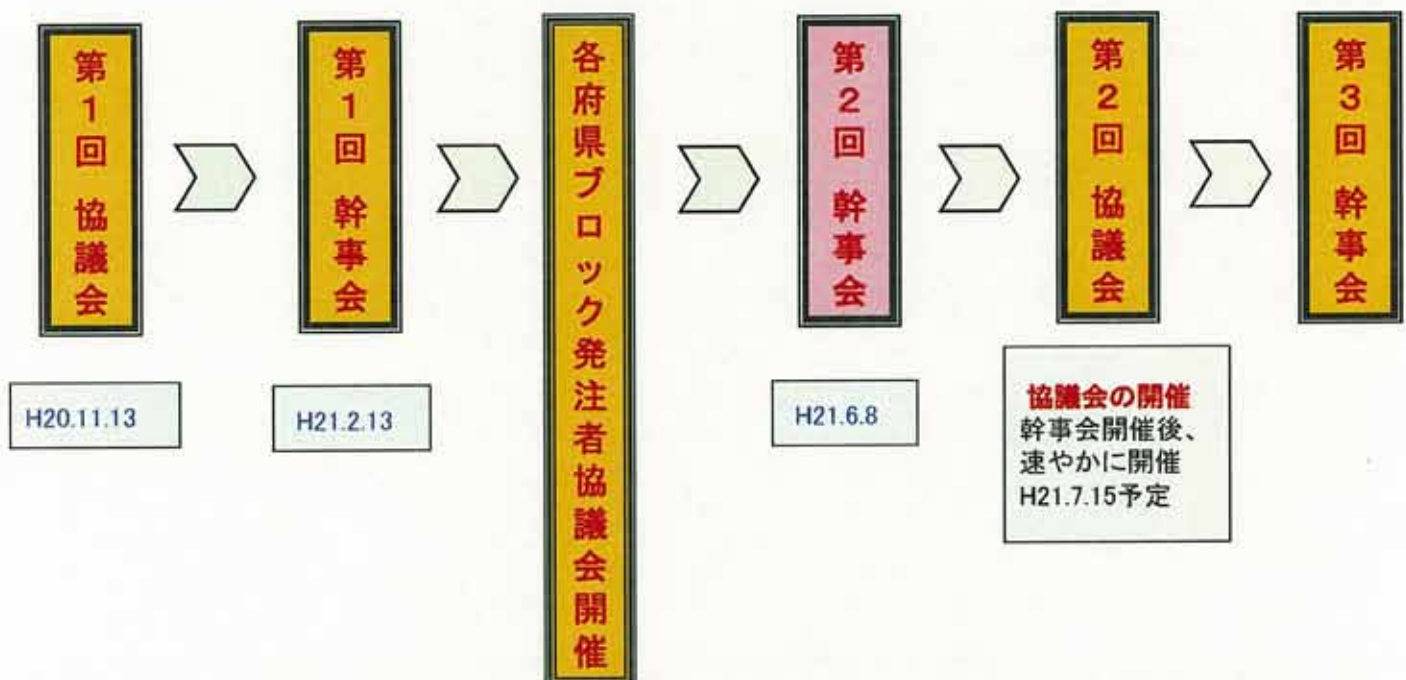 第1回 協議会
第1回 幹事会
各府県ブロック発注者協議会開催
第2回 幹事会
第2回 協議会
第3回 幹事会
H20.11.13
H21.2.13
H21.6.8
協議会の開催
幹事会開催後、
速やかに開催
H21.7.15予定